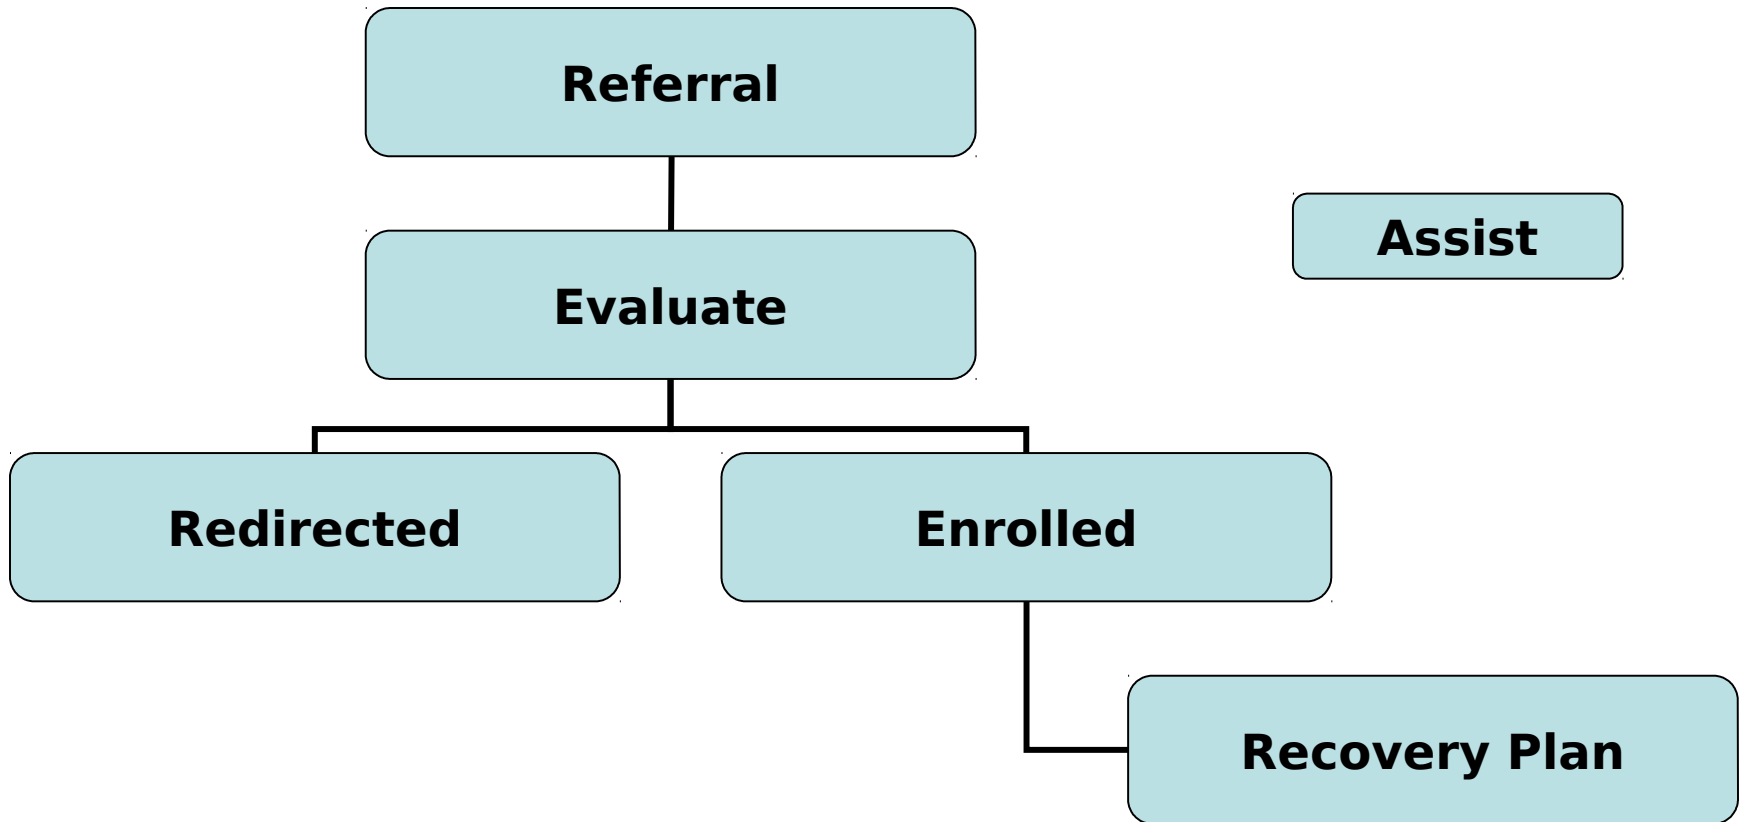 Referral
Assist
Evaluate
Redirected
Enrolled
Recovery Plan